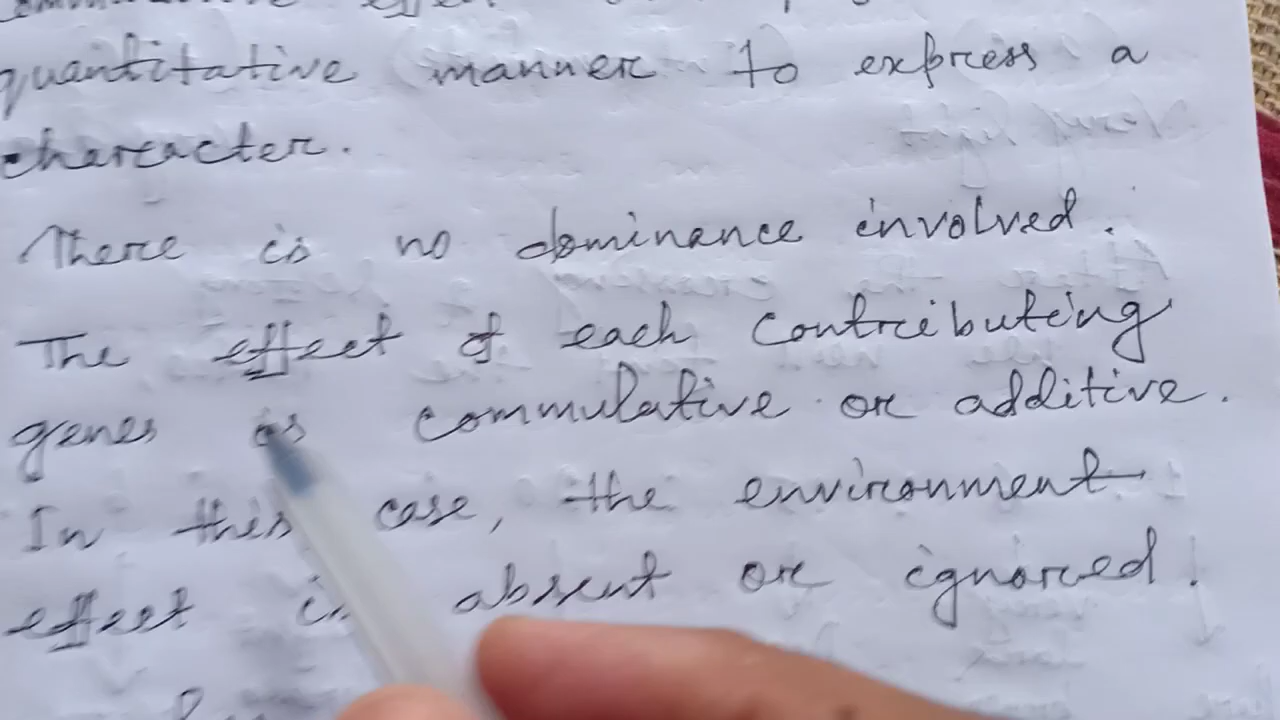 quantitative manner to express a
character.
There is no dominance involved.
The effect of each contributing
genes is commulative or additive.
In this case, the environment
effect is absent or ignored.